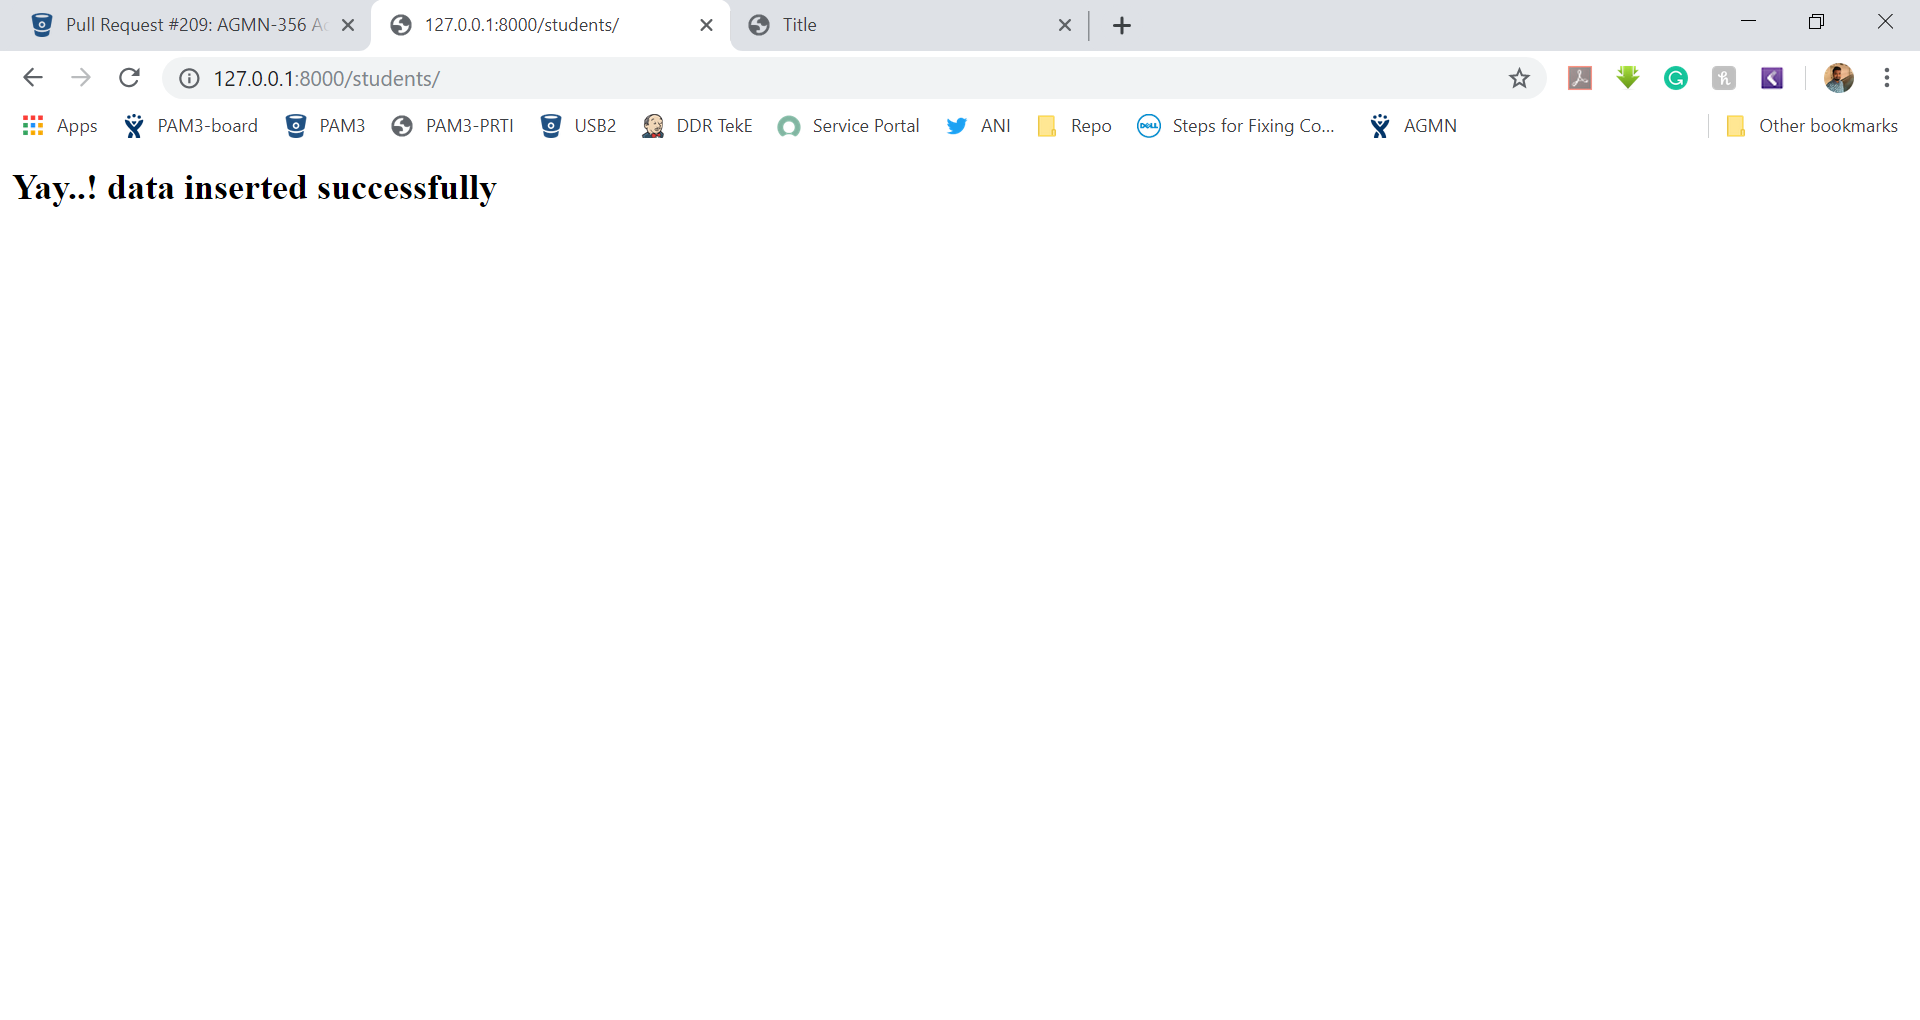 Pull Request #209: AGMN-356 Ac
127.0.0.1:8000/students/
Title
127.0.0.1:8000/students/
Apps
PAM3-board
PAM3
PAM3-PRTI
USB2
DDR TekE
Service Portal
ANI
Repo
DELL
Steps for Fixing Co...
AGMN
Other bookmarks
Yay..! data inserted successfully